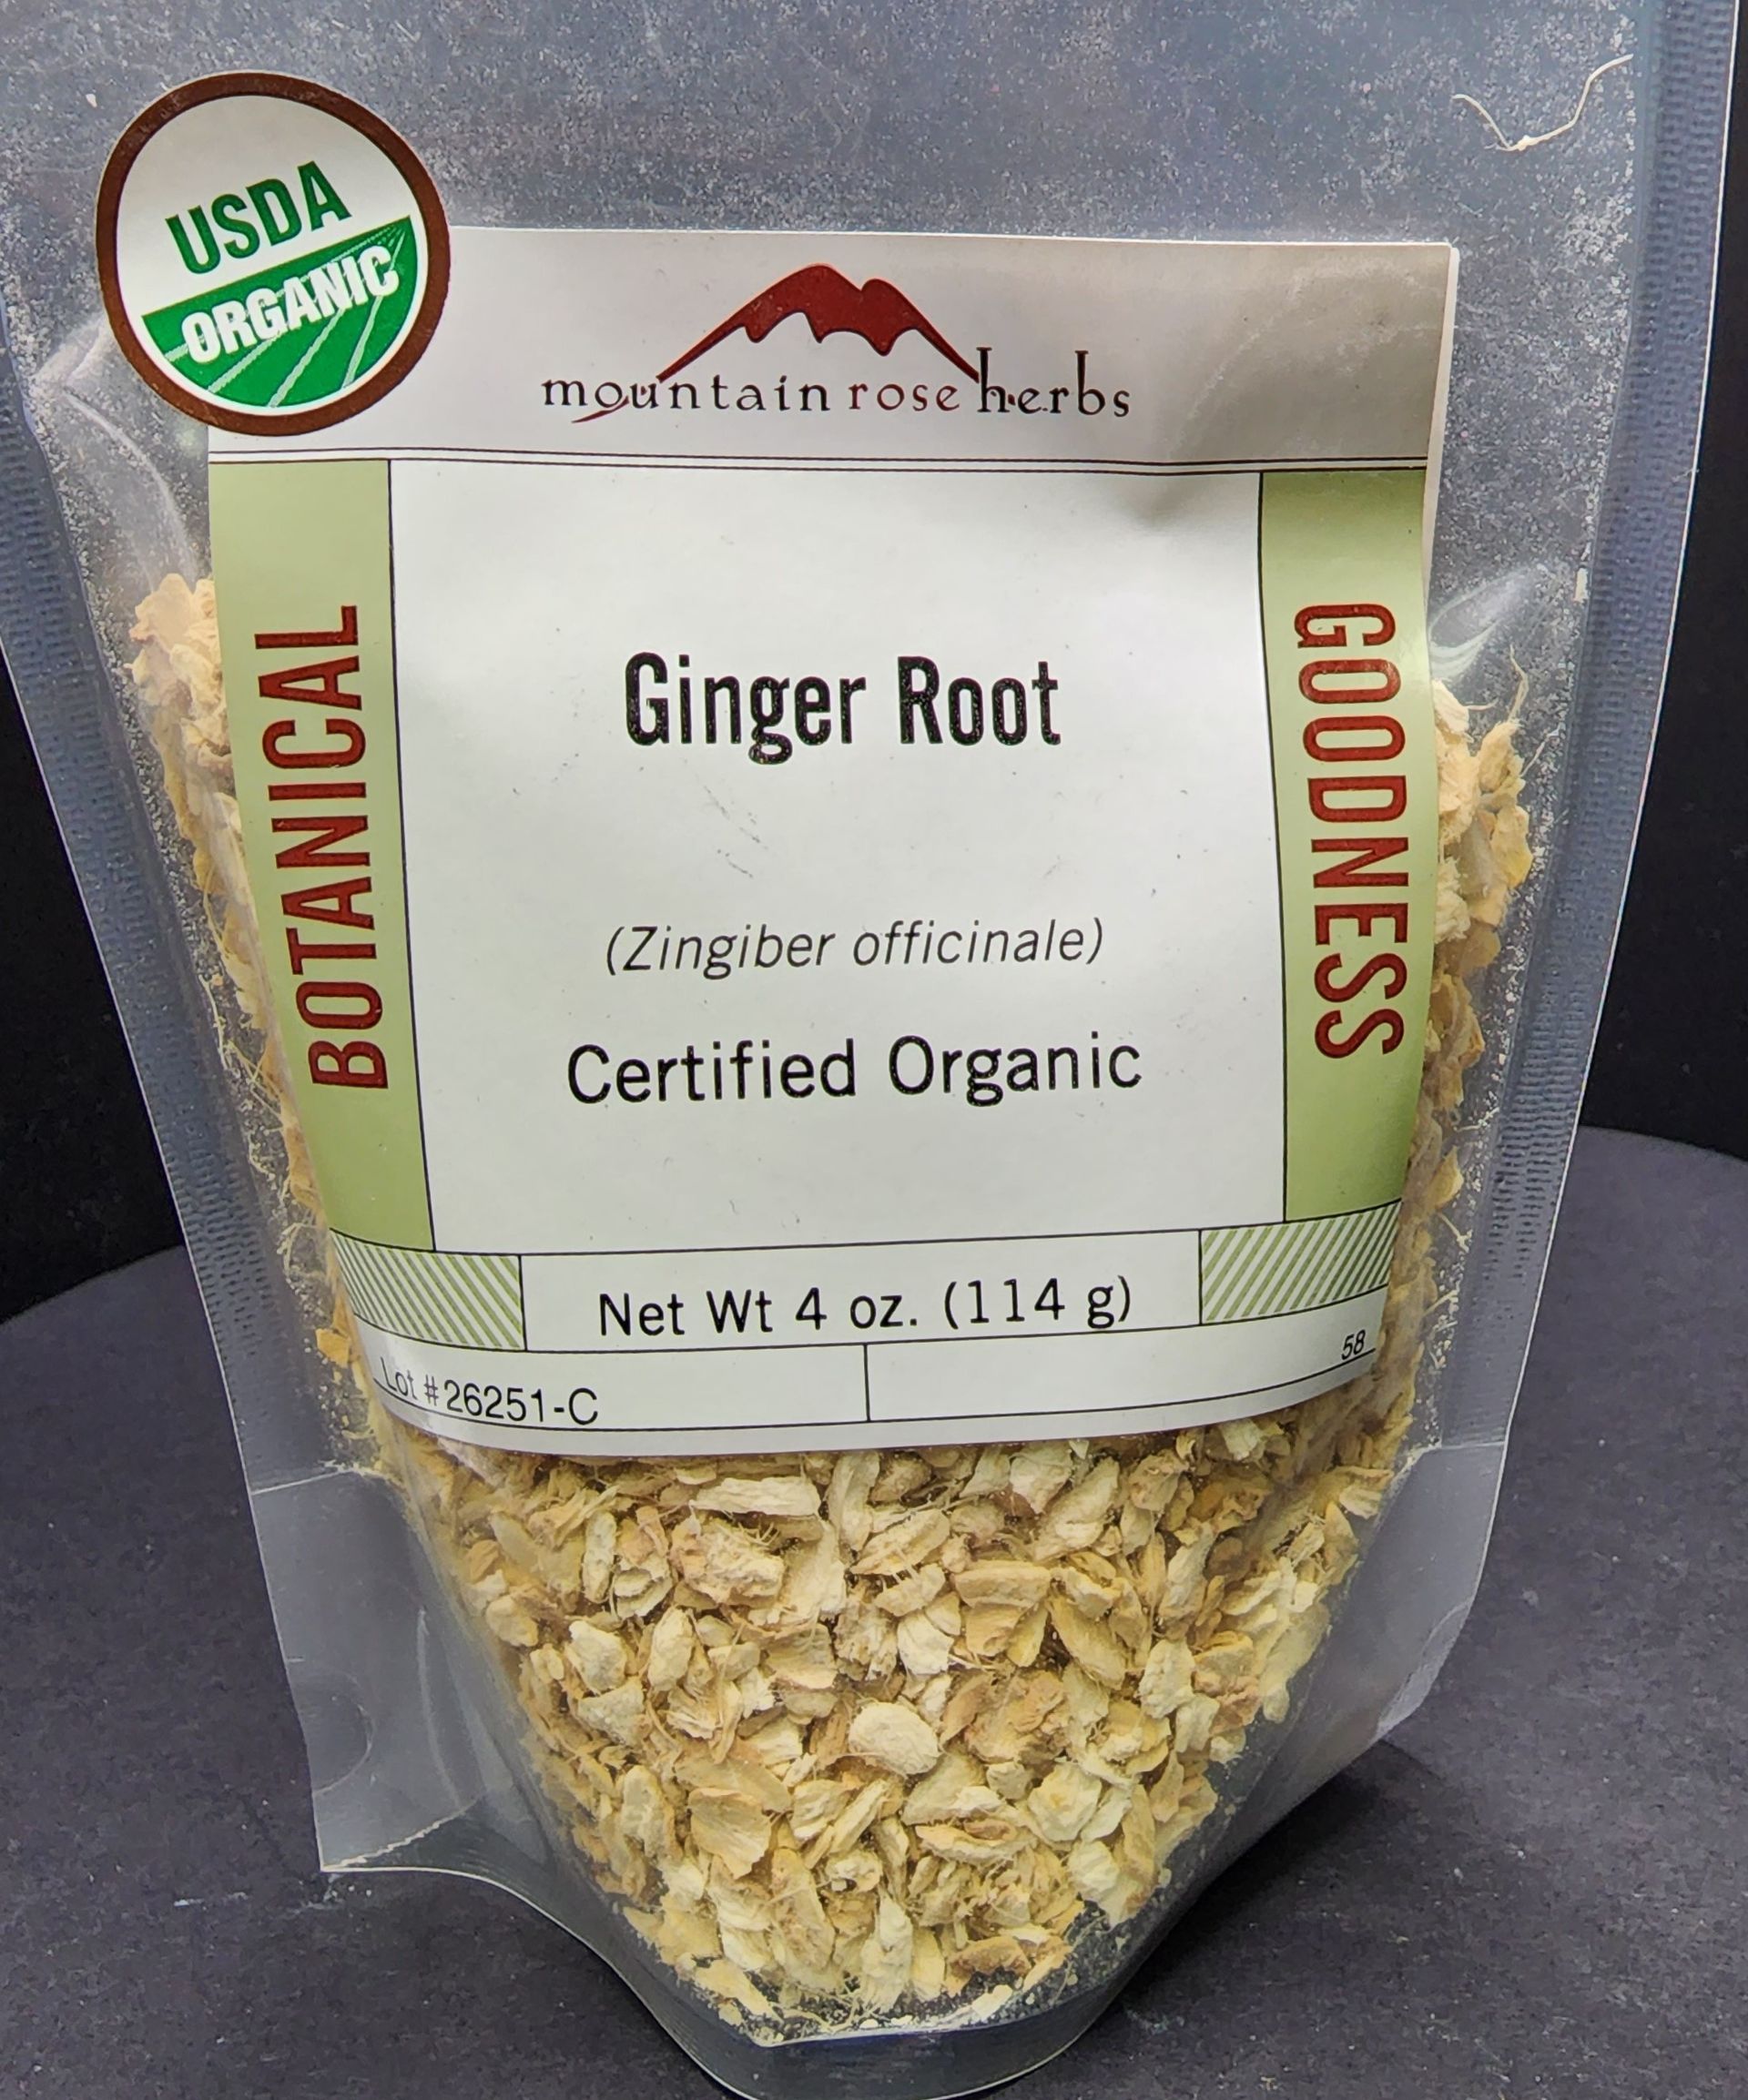 USDA
ORGANIC
mountain rose herbs
BOTANICAL
GOODNESS
Ginger Root
(Zingiber officinale)
Certified Organic
Net Wt 4 oz. (114 g)
Lot #26251-C
58